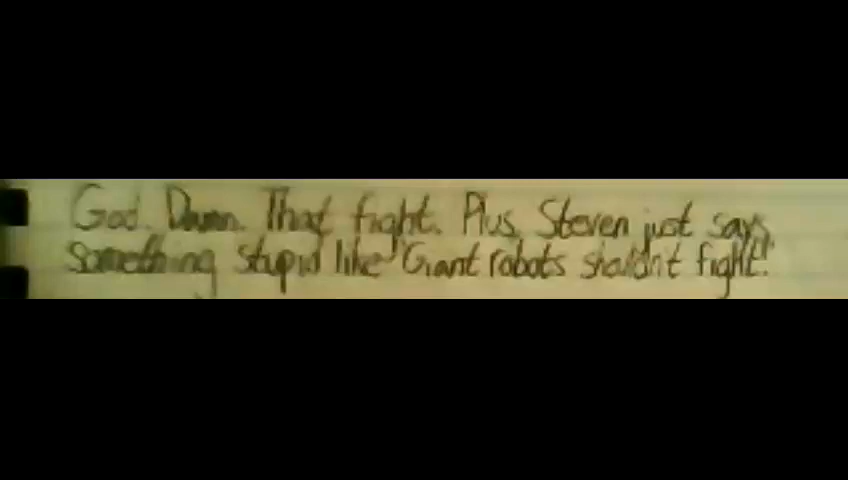 God. Damn. That fight. Plus, Steven just says
something stupid like "Giant robots shouldn't fight!"